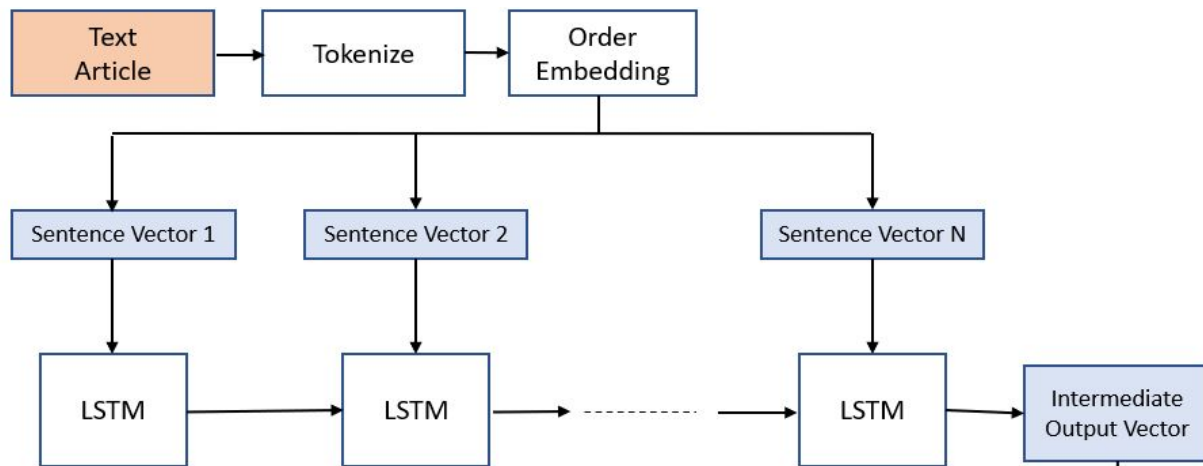 Text
Article
Tokenize
Order
Embedding
Sentence Vector 1
Sentence Vector 2
Sentence Vector N
LSTM
LSTM
LSTM
Intermediate
Output Vector